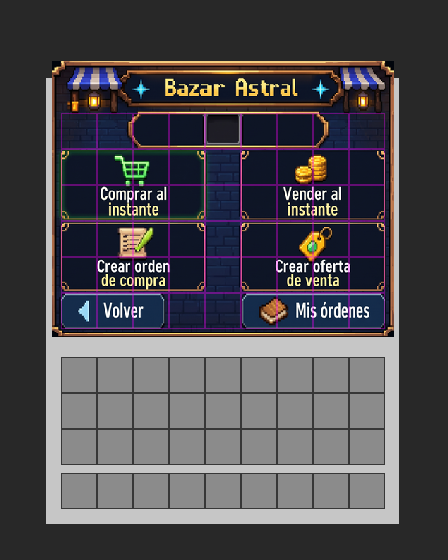 Bazar Astral
Comprar al
instante
Vender al
instante
Crear orden
de compra
Crear oferta
de venta
Volver
Mis órdenes